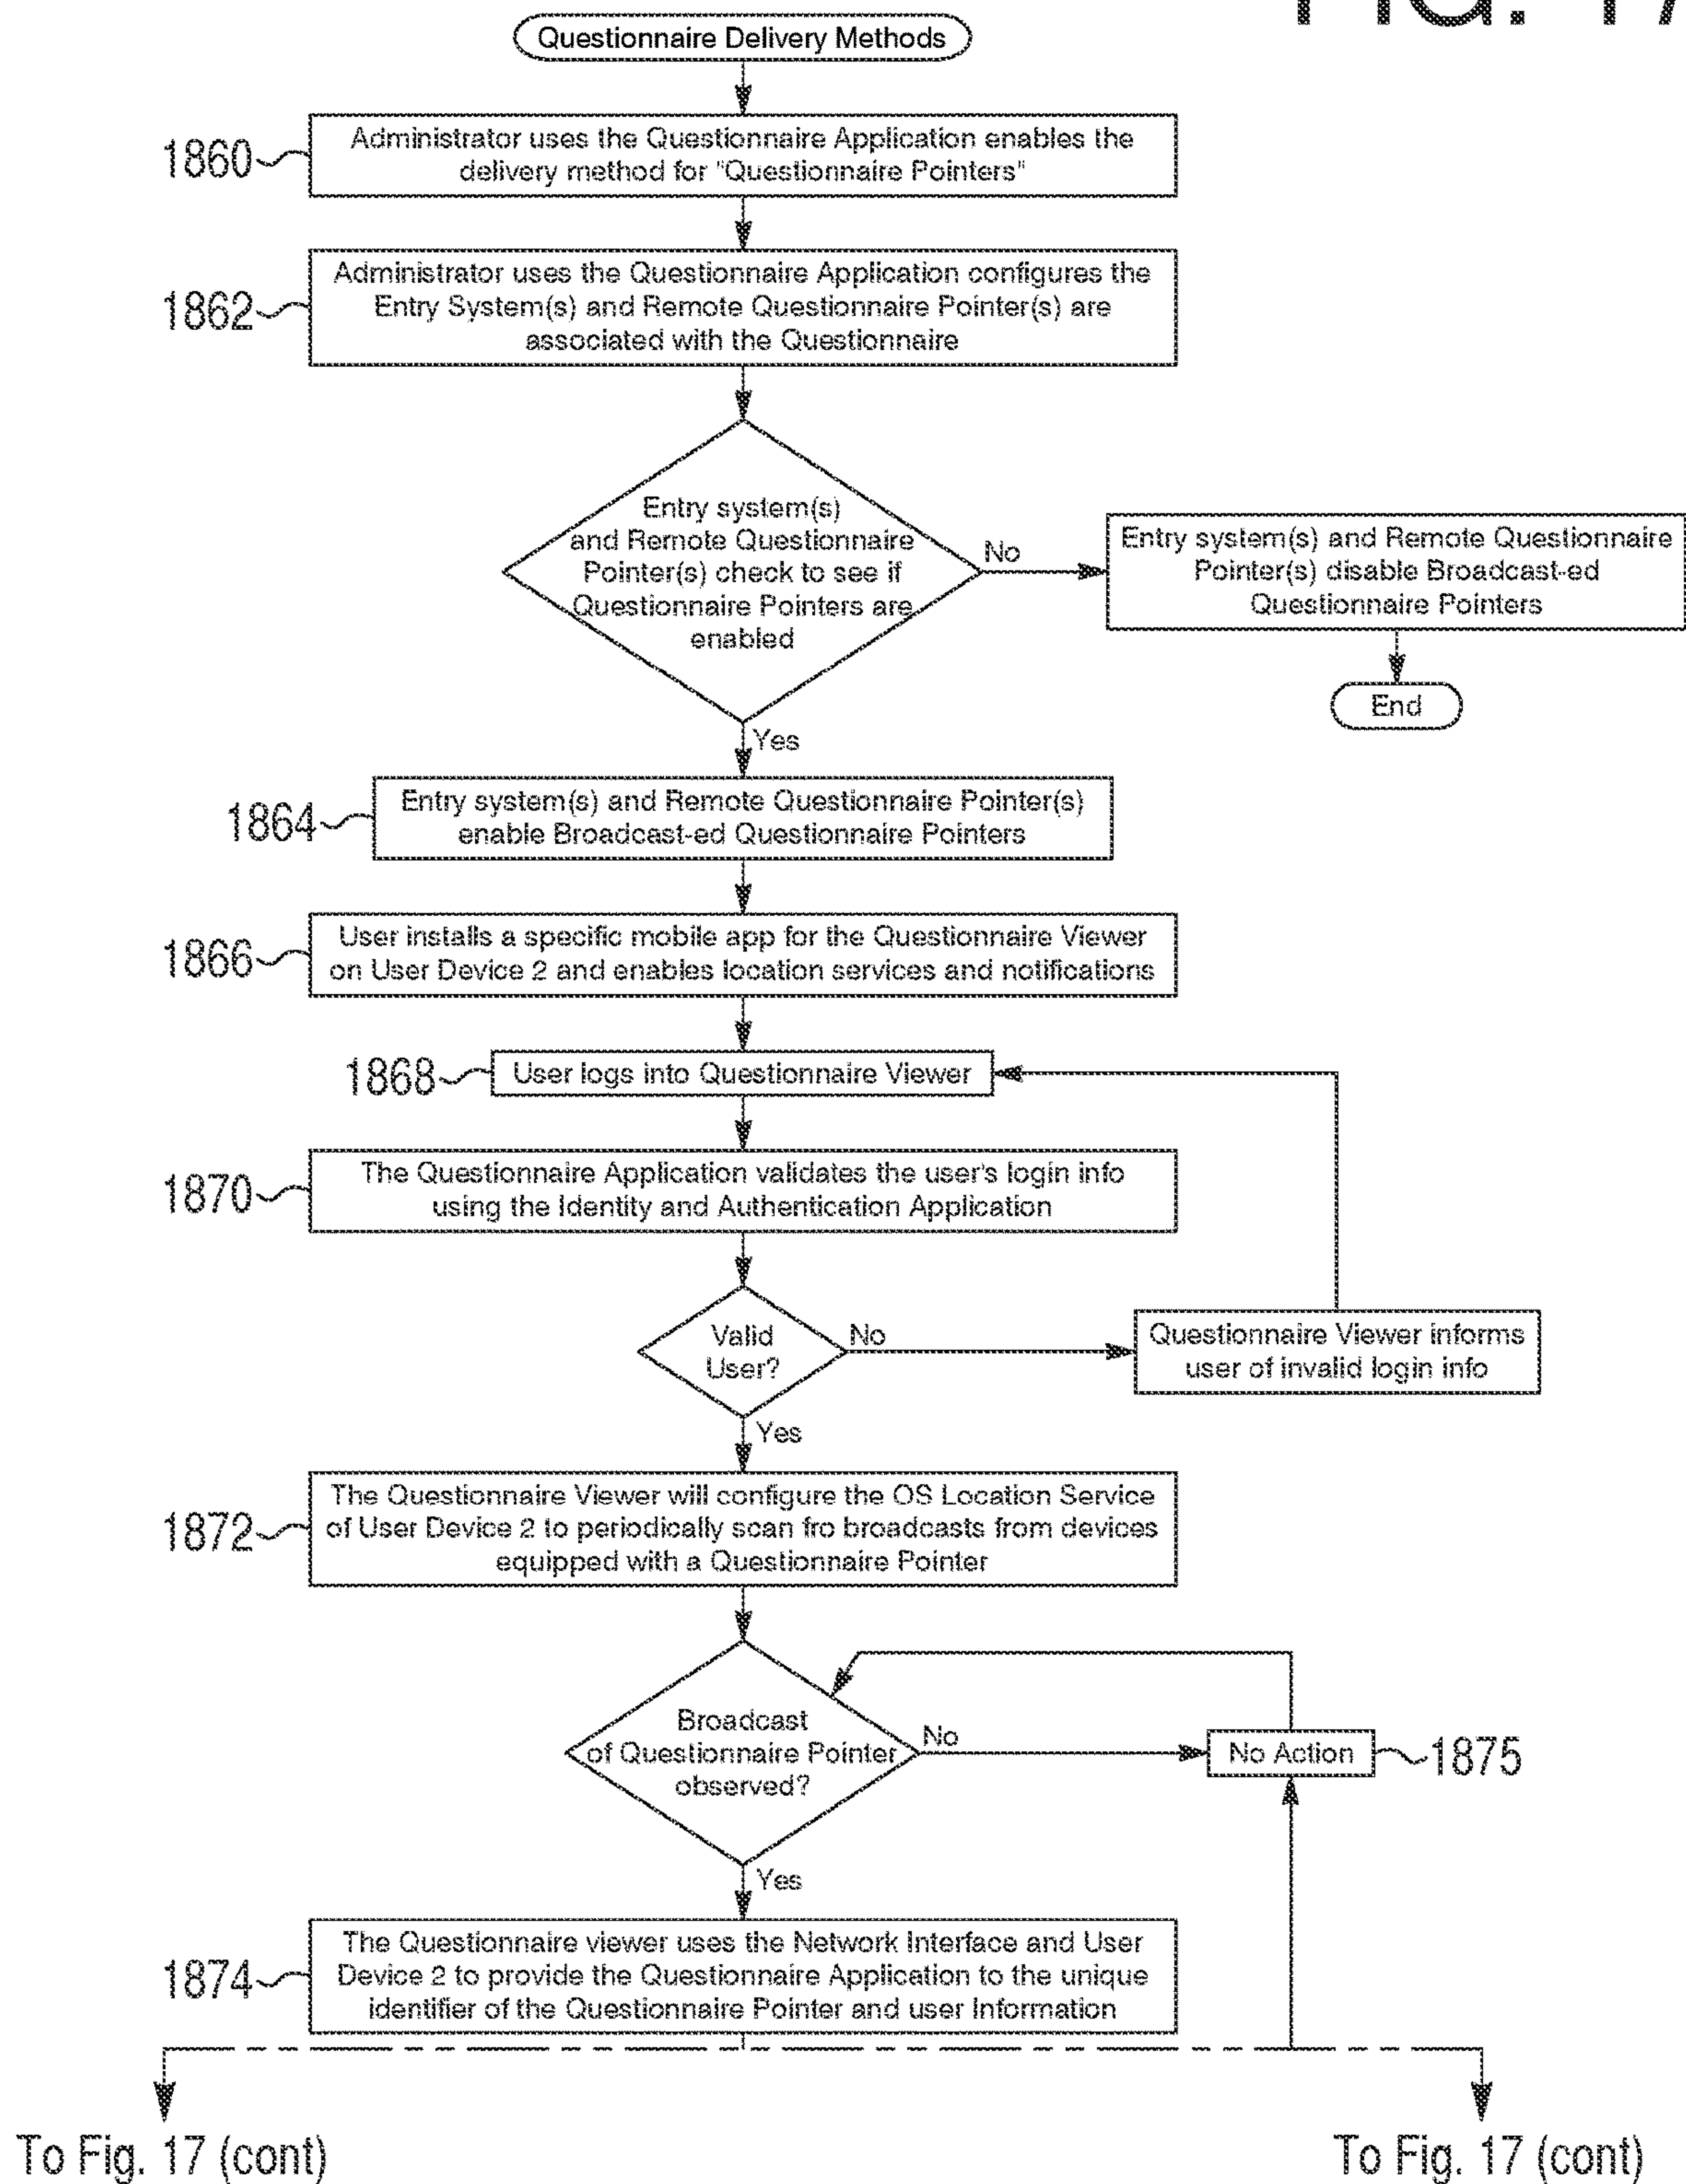 FIG. 17
Questionnaire Delivery Methods
1860
Administrator uses the Questionnaire Application enables the
delivery method for "Questionnaire Pointers"
1862
Administrator uses the Questionnaire Application configures the
Entry System(s) and Remote Questionnaire Pointer(s) are
associated with the Questionnaire
Entry system(s)
and Remote Questionnaire
Pointer(s) check to see if
Questionnaire Pointers are
enabled
No
Entry system(s) and Remote Questionnaire
Pointer(s) disable Broadcast-ed
Questionnaire Pointers
End
Yes
1864
Entry system(s) and Remote Questionnaire Pointer(s)
enable Broadcast-ed Questionnaire Pointers
1866
User installs a specific mobile app for the Questionnaire Viewer
on User Device 2 and enables location services and notifications
1868
User logs into Questionnaire Viewer
1870
The Questionnaire Application validates the user's login info
using the Identity and Authentication Application
Valid
User?
No
Questionnaire Viewer informs
user of invalid login info
Yes
1872
The Questionnaire Viewer will configure the OS Location Service
of User Device 2 to periodically scan fro broadcasts from devices
equipped with a Questionnaire Pointer
Broadcast
of Questionnaire Pointer
observed?
No
No Action
1875
Yes
1874
The Questionnaire viewer uses the Network Interface and User
Device 2 to provide the Questionnaire Application to the unique
identifier of the Questionnaire Pointer and user Information
To Fig. 17 (cont)
To Fig. 17 (cont)